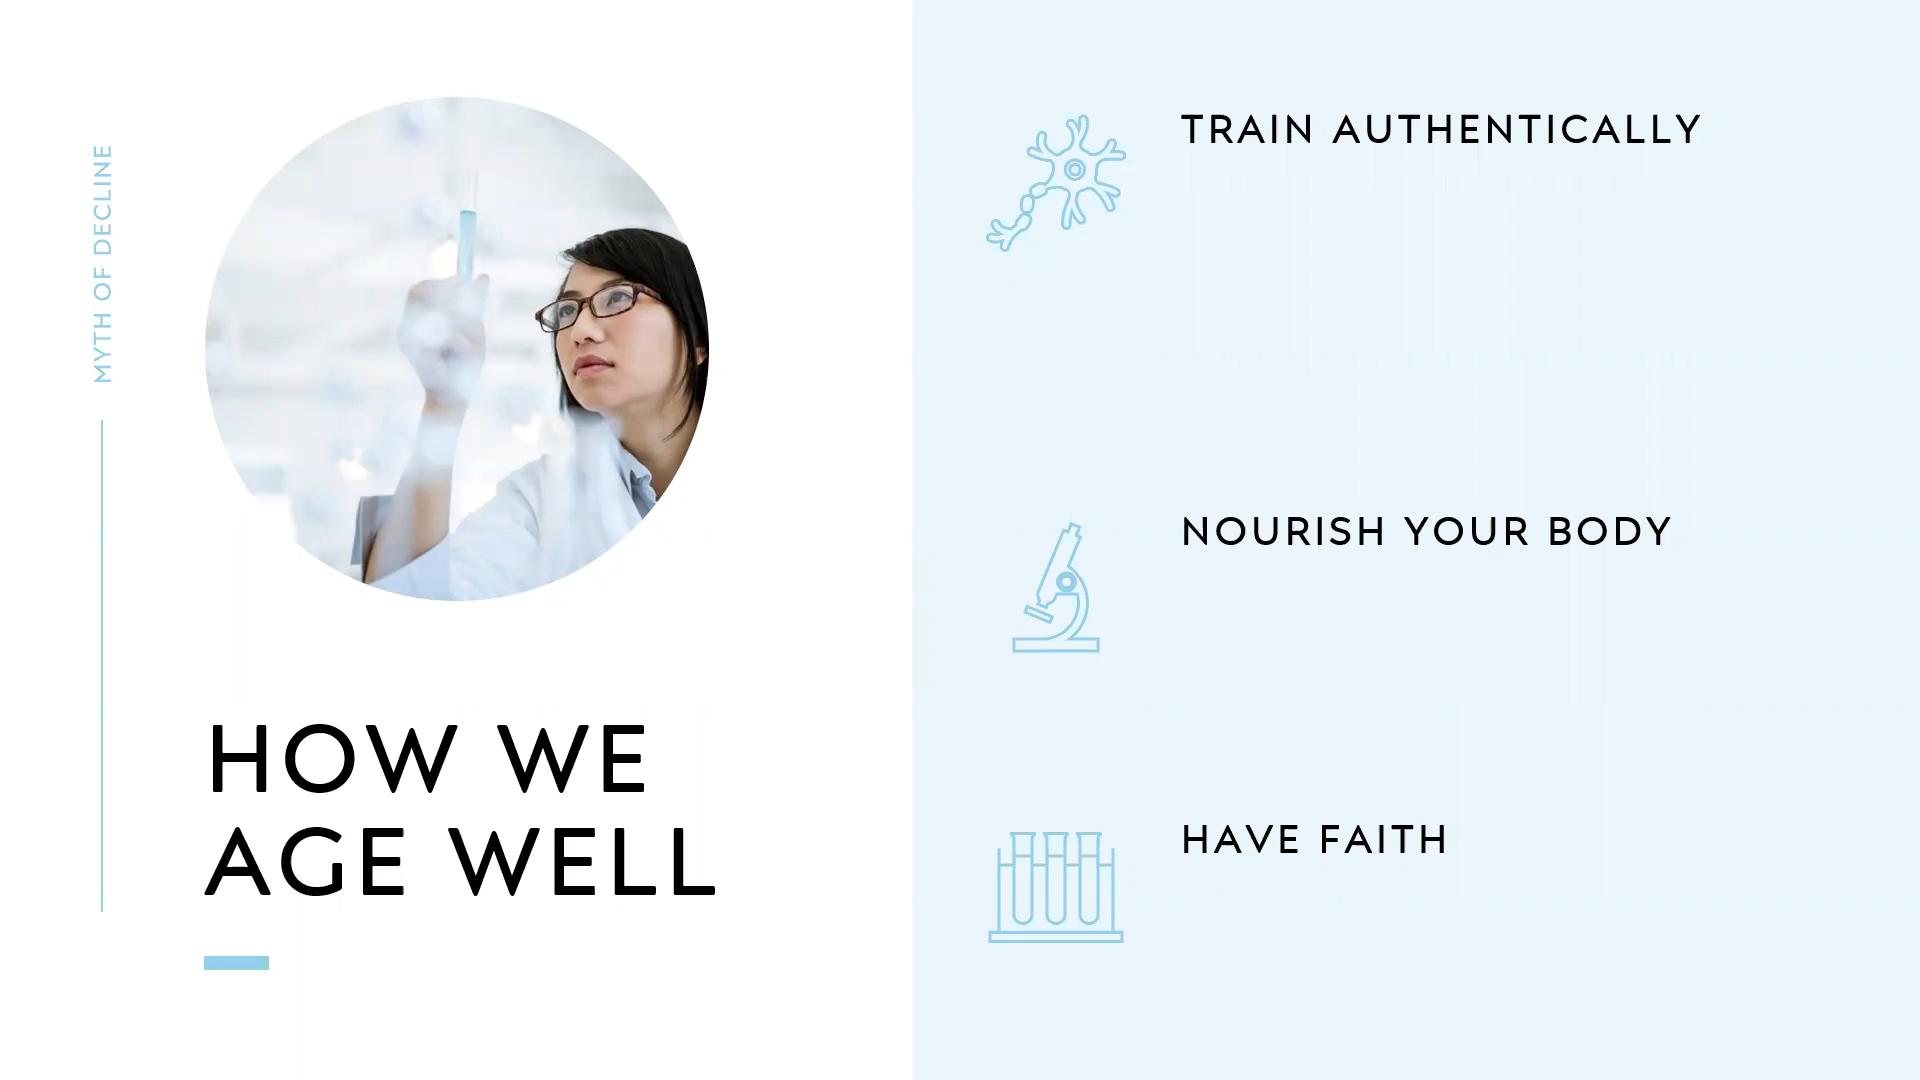 MYTH OF DECLINE
HOW WE
AGE WELL
TRAIN AUTHENTICALLY
NOURISH YOUR BODY
HAVE FAITH